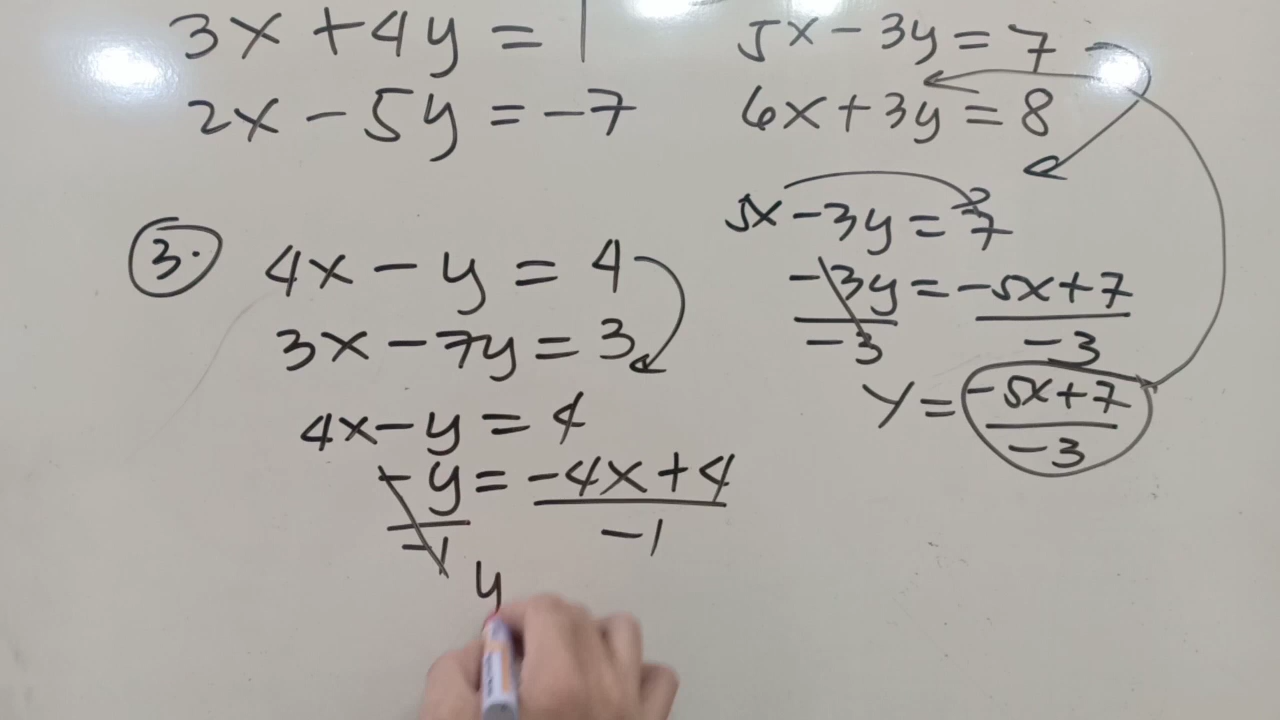 3x + 4y = 1
2x - 5y = -7
5x - 3y = 7
6x + 3y = 8
3.
4x - y = 4
3x - 7y = 3
4x - y = 4
-y = -4x + 4
-1 -1
y
5x - 3y = 7
-3y = -5x + 7
-3 -3
y = -5x + 7
-3